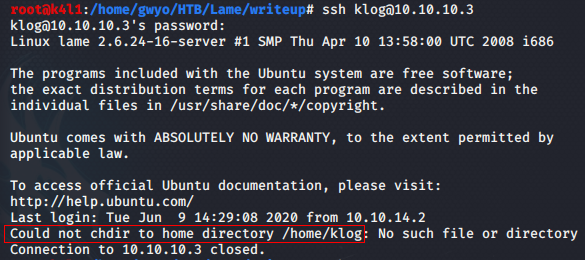 root@k4l1:/home/gwyo/HTB/Lame/writeup# ssh klog@10.10.10.3
klog@10.10.10.3's password:
Linux lame 2.6.24-16-server #1 SMP Thu Apr 10 13:58:00 UTC 2008 i686
The programs included with the Ubuntu system are free software;
the exact distribution terms for each program are described in the
individual files in /usr/share/doc/*/copyright.
Ubuntu comes with ABSOLUTELY NO WARRANTY, to the extent permitted by
applicable law.
To access official Ubuntu documentation, please visit:
http://help.ubuntu.com/
Last login: Tue Jun  9 14:29:08 2020 from 10.10.14.2
Could not chdir to home directory /home/klog: No such file or directory
Connection to 10.10.10.3 closed.